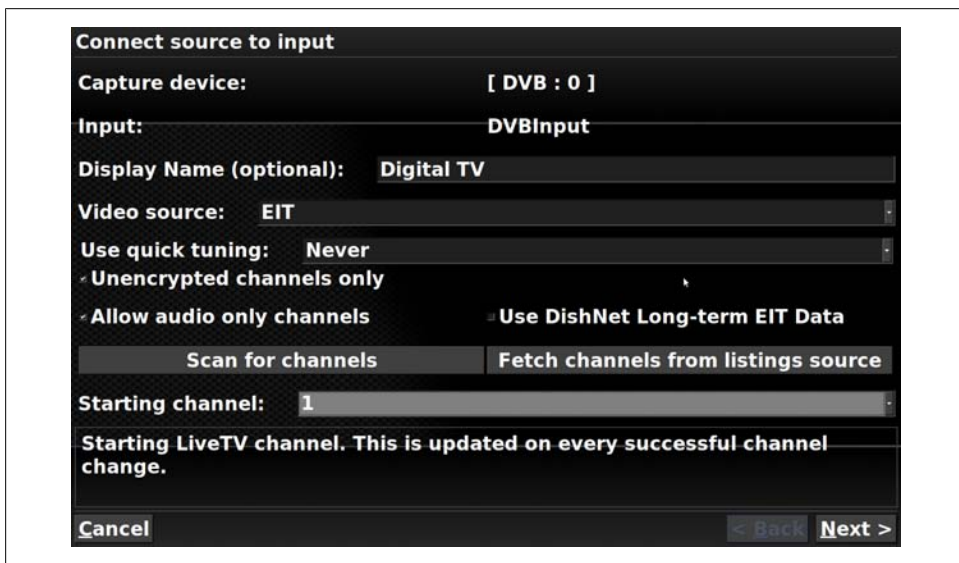 Connect source to input
Capture device: [ DVB : 0 ]
Input: DVBInput
Display Name (optional): Digital TV
Video source: EIT
Use quick tuning: Never
Unencrypted channels only
Allow audio only channels Use DishNet Long-term EIT Data
Scan for channels Fetch channels from listings source
Starting channel: 1
Starting LiveTV channel. This is updated on every successful channel
change.
Cancel < Back Next >